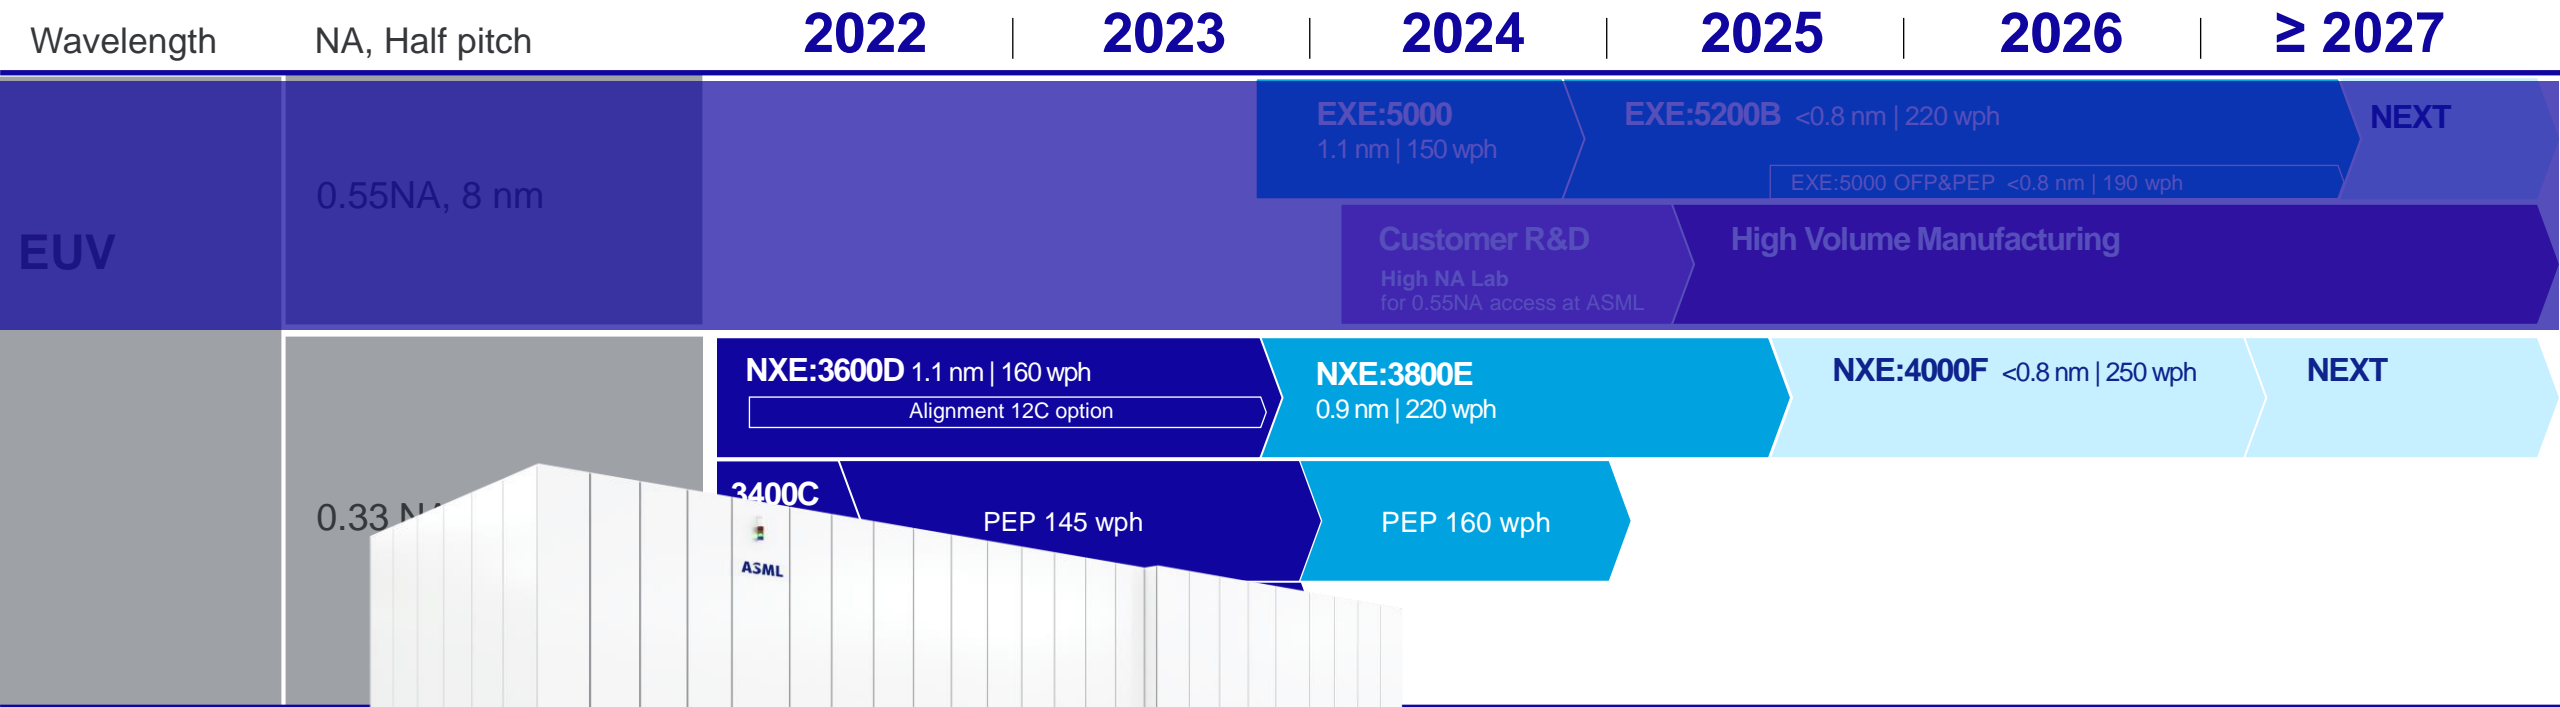 Wavelength NA, Half pitch 2022 2023 2024 2025 2026 ≥ 2027
EUV
0.55NA, 8 nm
EXE:5000
1.1 nm | 150 wph
EXE:5200B <0.8 nm | 220 wph
NEXT
EXE:5000 OFP&PEP <0.8 nm | 190 wph
Customer R&D
High NA Lab
for 0.55NA access at ASML
High Volume Manufacturing
0.33
NXE:3600D 1.1 nm | 160 wph
Alignment 12C option
NXE:3800E
0.9 nm | 220 wph
NXE:4000F <0.8 nm | 250 wph
NEXT
3400C
PEP 145 wph
PEP 160 wph
ASML